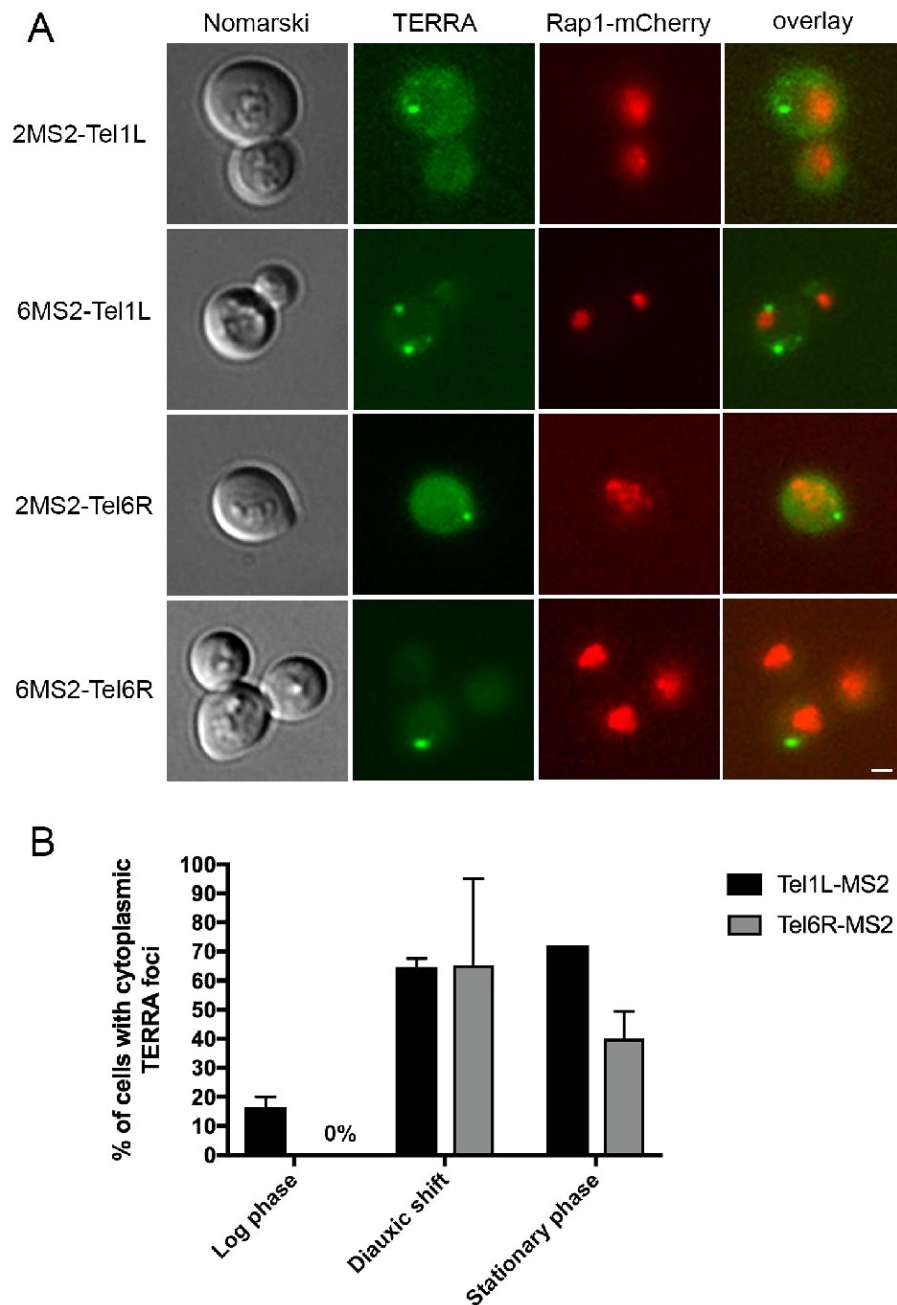 A
Nomarski TERRA Rap1-mCherry overlay
2MS2-Tel1L
6MS2-Tel1L
2MS2-Tel6R
6MS2-Tel6R
B
% of cells with cytoplasmic
TERRA foci
100
90
80
70
60
50
40
30
20
10
0
0%
Log phase
Diauxic shift
Stationary phase
Tel1L-MS2
Tel6R-MS2